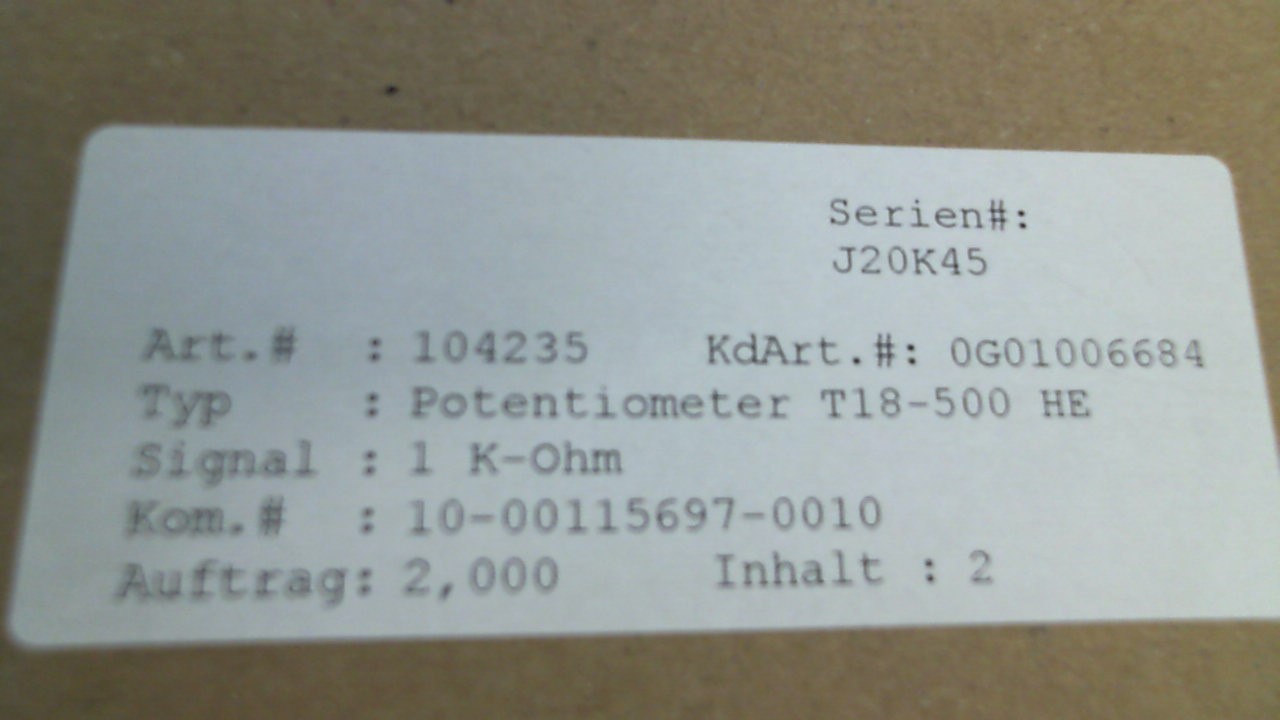 Serien#:
J20K45
Art.# : 104235 KdArt.#: 0G01006684
Typ : Potentiometer T18-500 HE
Signal : 1 K-Ohm
Kom.# : 10-00115697-0010
Auftrag: 2,000 Inhalt : 2